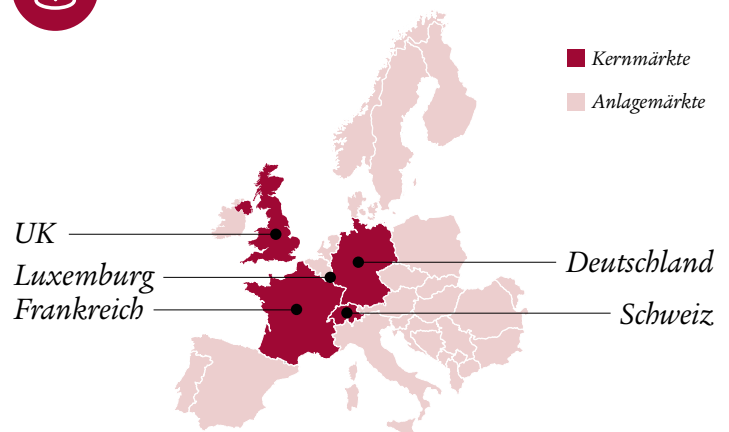 Kernmärkte
Anlagemärkte
UK
Luxemburg
Frankreich
Deutschland
Schweiz